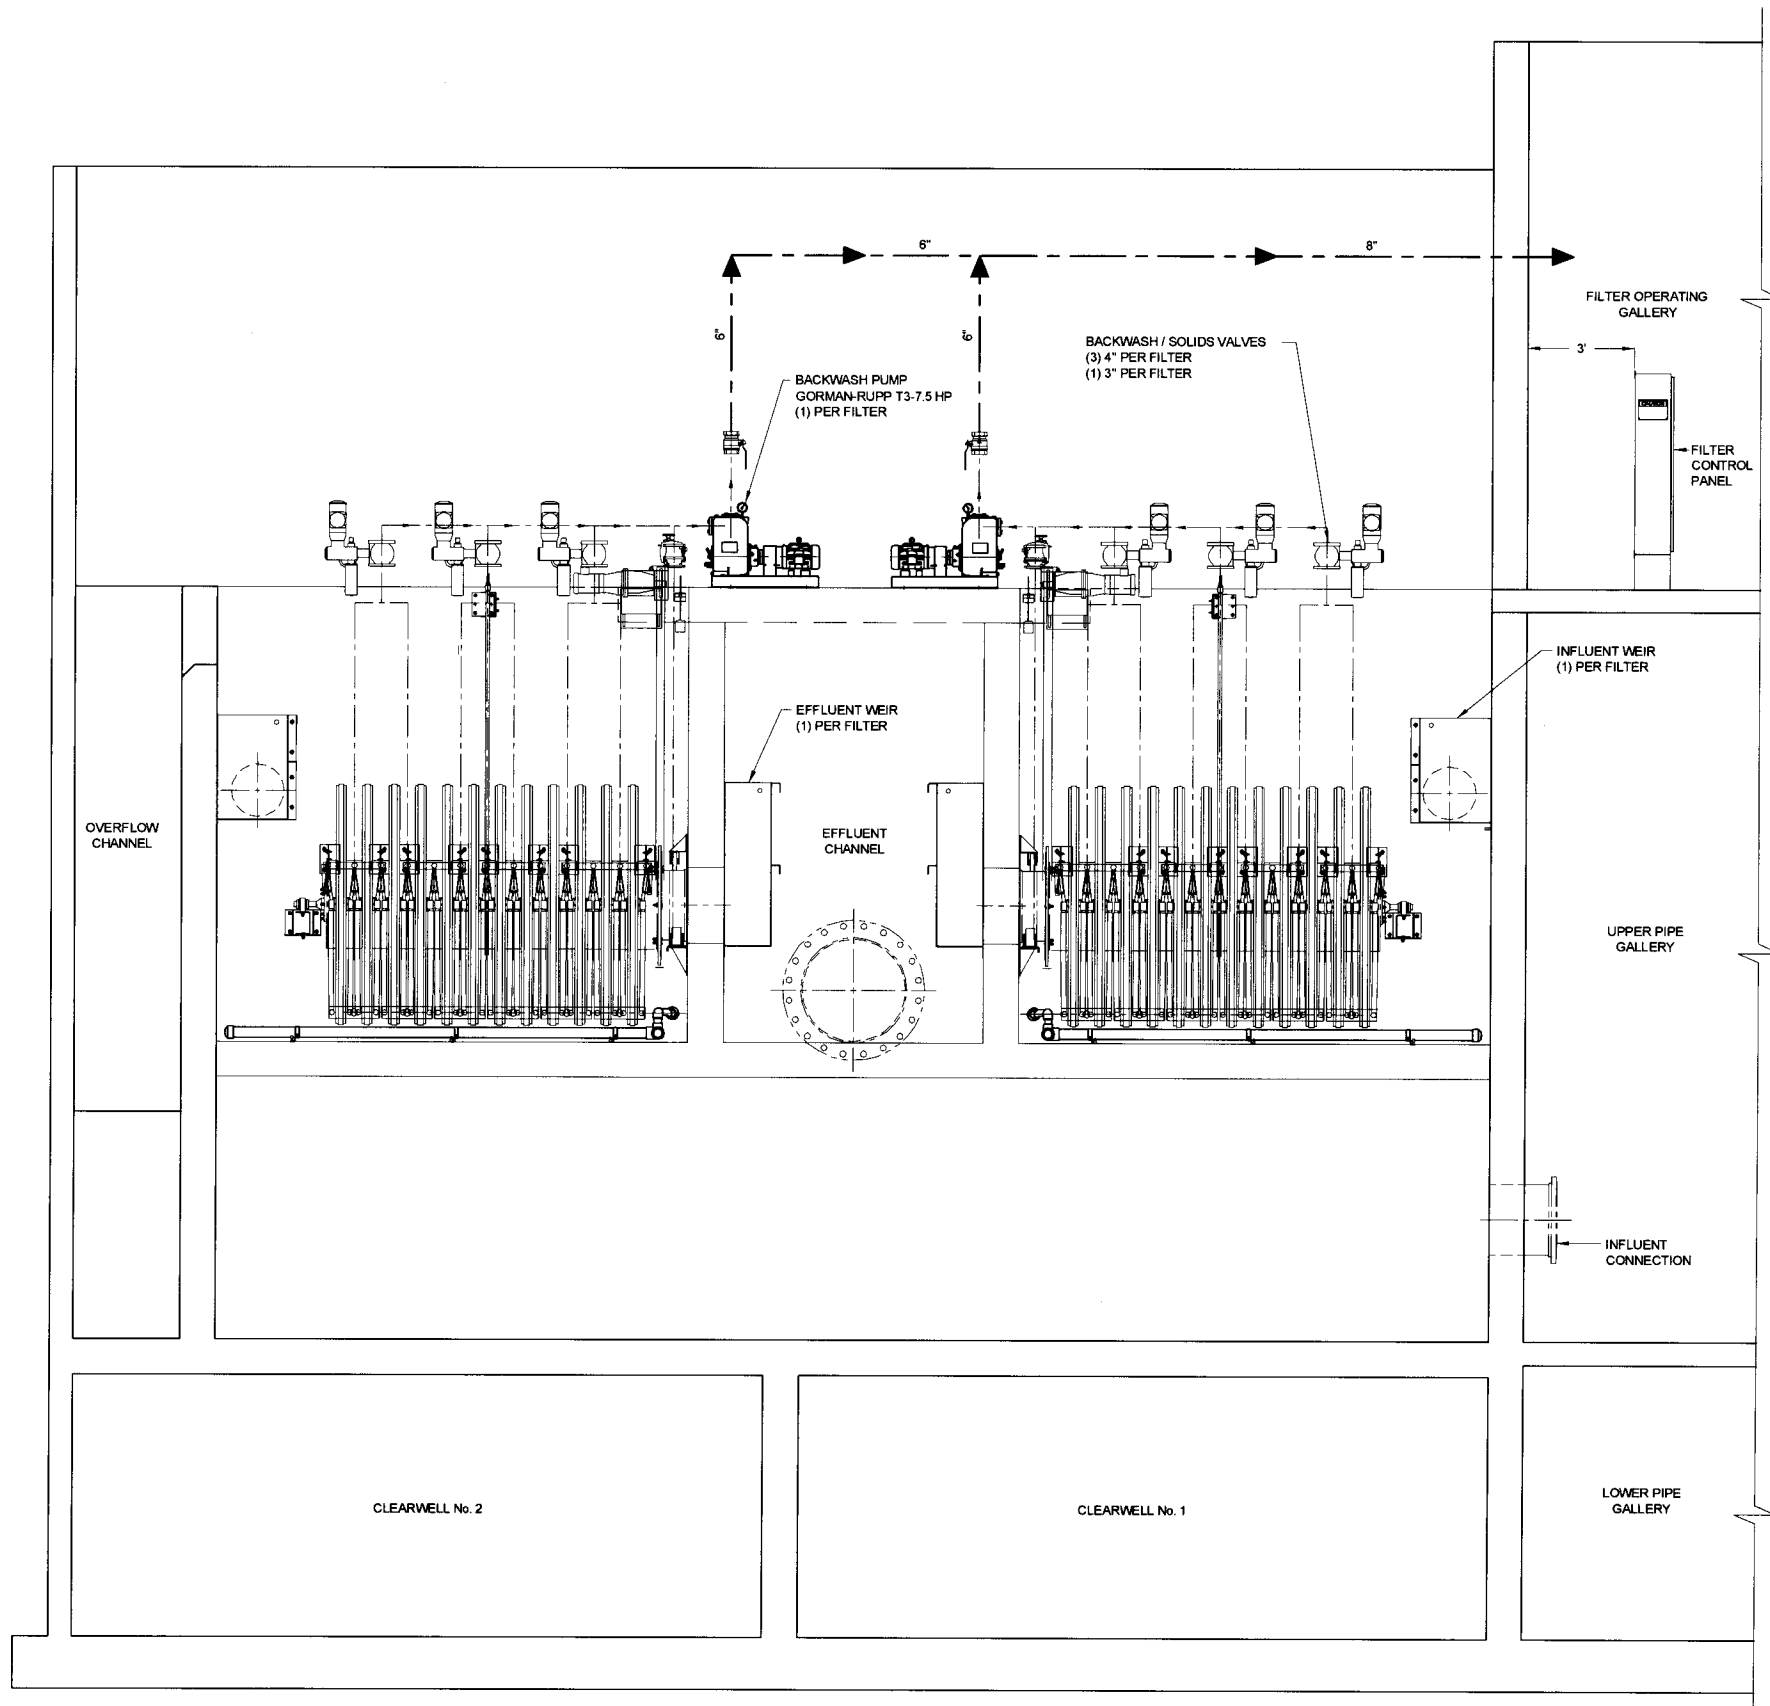 6"
8"
FILTER OPERATING
GALLERY
6"
6"
BACKWASH / SOLIDS VALVES
(3) 4" PER FILTER
(1) 3" PER FILTER
3'
BACKWASH PUMP
GORMAN-RUPP T3-7.5 HP
(1) PER FILTER
FILTER
CONTROL
PANEL
INFLUENT WEIR
(1) PER FILTER
EFFLUENT WEIR
(1) PER FILTER
OVERFLOW
CHANNEL
EFFLUENT
CHANNEL
UPPER PIPE
GALLERY
INFLUENT
CONNECTION
CLEARWELL No. 2
CLEARWELL No. 1
LOWER PIPE
GALLERY